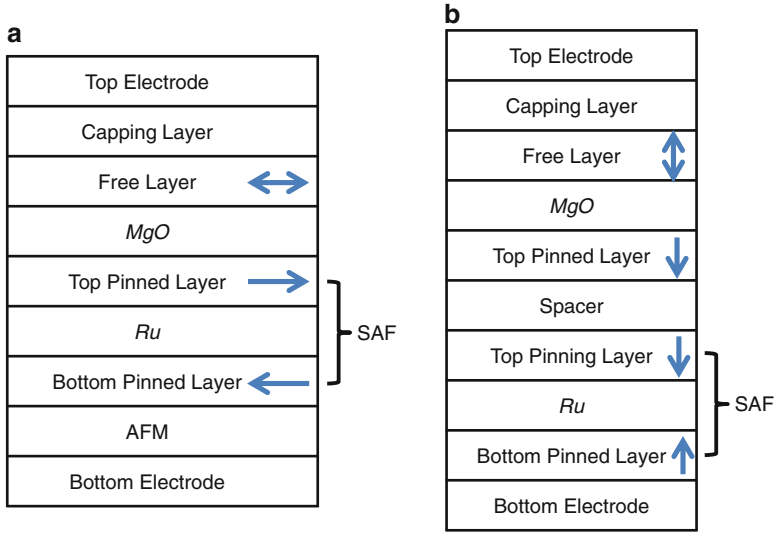 a
Top Electrode
Capping Layer
Free Layer
MgO
Top Pinned Layer
Ru
Bottom Pinned Layer
AFM
Bottom Electrode
SAF
b
Top Electrode
Capping Layer
Free Layer
MgO
Top Pinned Layer
Spacer
Top Pinning Layer
Ru
Bottom Pinned Layer
Bottom Electrode
SAF